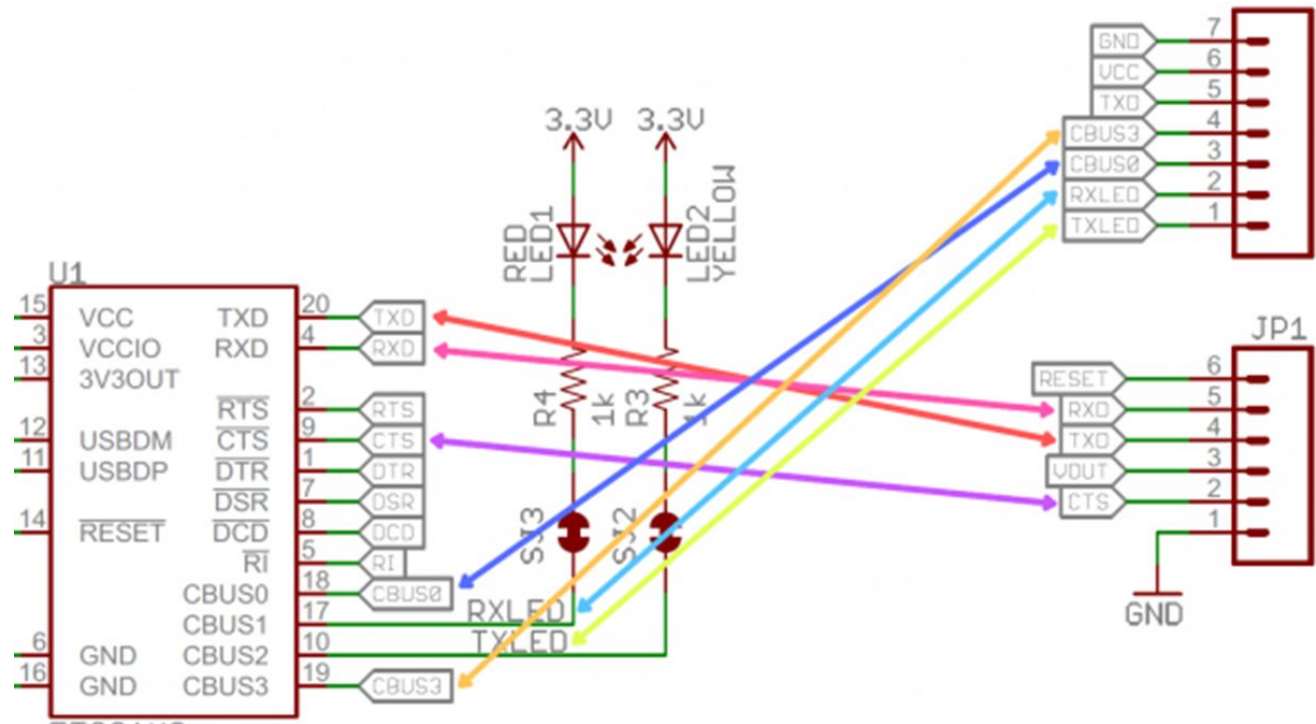 U1
15 VCC TXD 20 TXD
3 VCCIO RXD 4 RXD
13 3V3OUT
RTS 2 RTS
12 USBDM CTS 9 CTS
11 USBDP DTR 1 DTR
DSR 7 DSR
14 RESET DCD 8 DCD
RI 5 RI
CBUS0 18 CBUS0
CBUS1 17 RXLED
6 GND CBUS2 10 TXLED
16 GND CBUS3 19 CBUS3
3.3V 3.3V
RED
LED1
LED2
YELLOW
R4
1k
R3
1k
SJ3
SJ2
GND 7
VCC 6
TXO 5
CBUS3 4
CBUS0 3
RXLED 2
TXLED 1
JP1
RESET 6
RXO 5
TXO 4
VOUT 3
CTS 2
1
GND